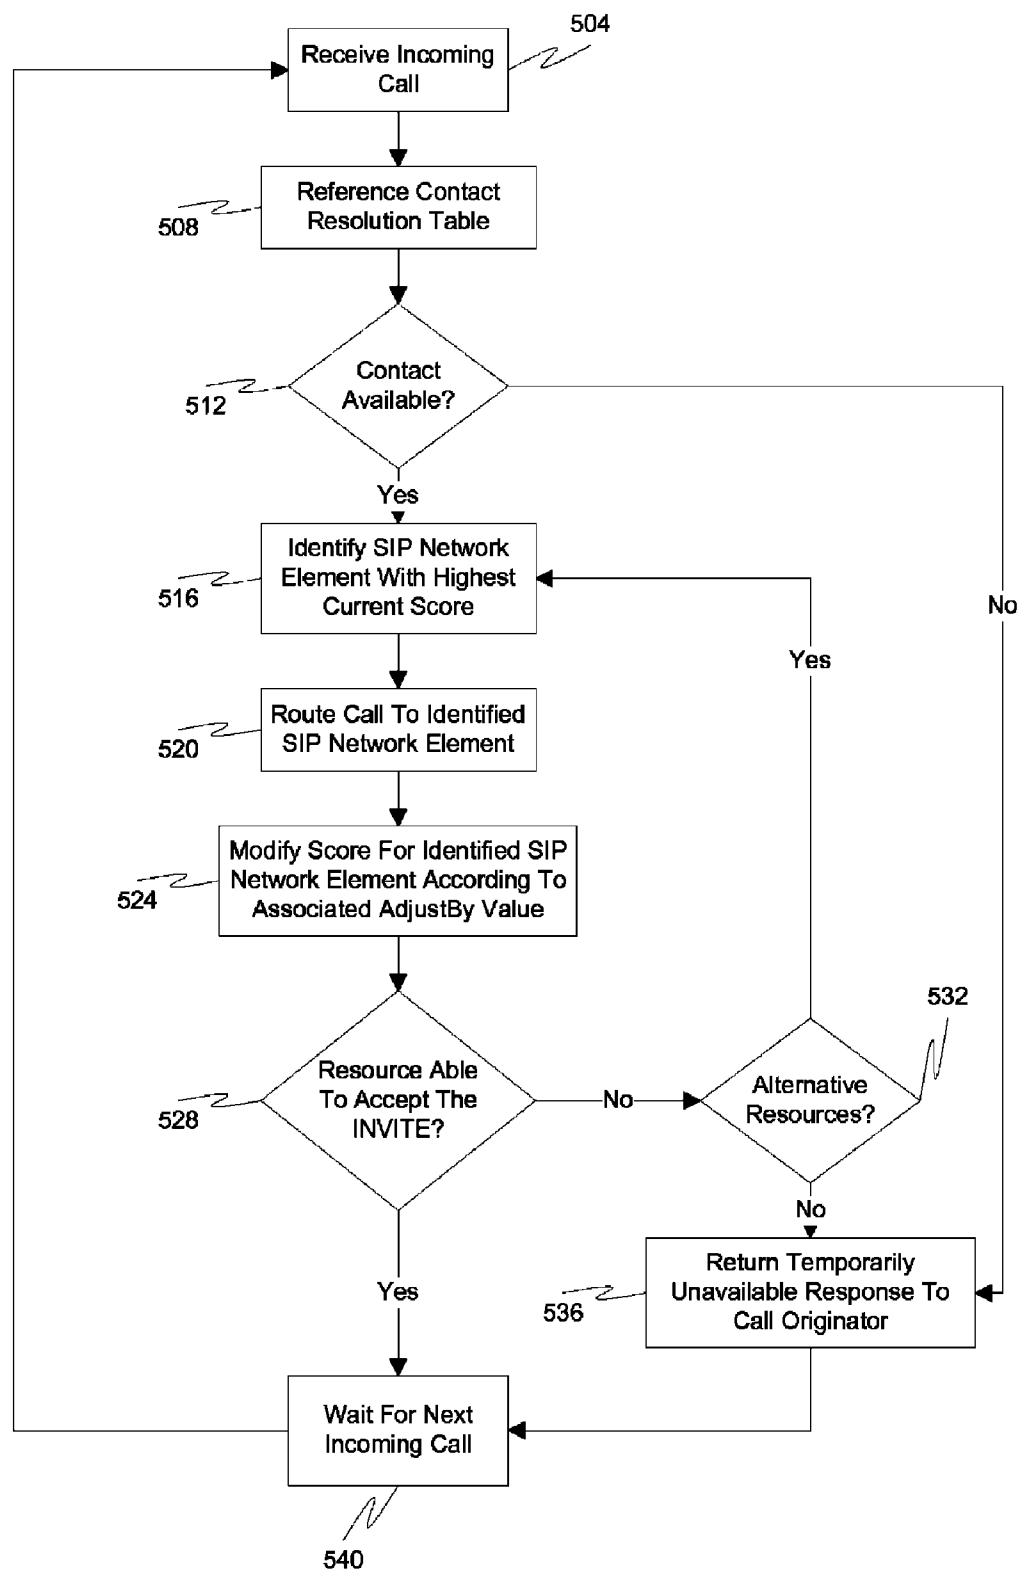 504
Receive Incoming
Call
Reference Contact
Resolution Table
508
Contact
Available?
512
Yes
Identify SIP Network
Element With Highest
Current Score
516
No
Yes
Route Call To Identified
SIP Network Element
520
Modify Score For Identified SIP
Network Element According To
Associated AdjustBy Value
524
532
Resource Able
To Accept The
INVITE?
528
No
Alternative
Resources?
No
Yes
Return Temporarily
Unavailable Response To
Call Originator
536
Wait For Next
Incoming Call
540